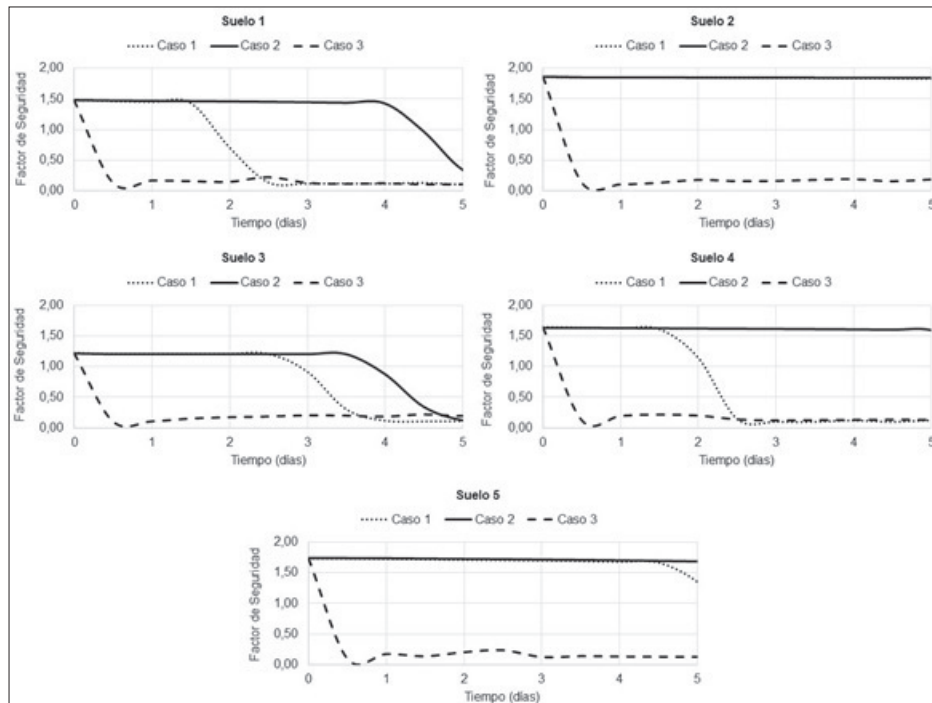 Suelo 1
Caso 1 Caso 2 Caso 3
Factor de Seguridad
2,00
1,50
1,00
0,50
0,00
0 1 2 3 4 5
Tiempo (días)
Suelo 2
Caso 1 Caso 2 Caso 3
Factor de Seguridad
2,00
1,50
1,00
0,50
0,00
0 1 2 3 4 5
Tiempo (días)
Suelo 3
Caso 1 Caso 2 Caso 3
Factor de Seguridad
2,00
1,50
1,00
0,50
0,00
0 1 2 3 4 5
Tiempo (días)
Suelo 4
Caso 1 Caso 2 Caso 3
Factor de Seguridad
2,00
1,50
1,00
0,50
0,00
0 1 2 3 4 5
Tiempo (días)
Suelo 5
Caso 1 Caso 2 Caso 3
Factor de Seguridad
2,00
1,50
1,00
0,50
0,00
0 1 2 3 4 5
Tiempo (días)